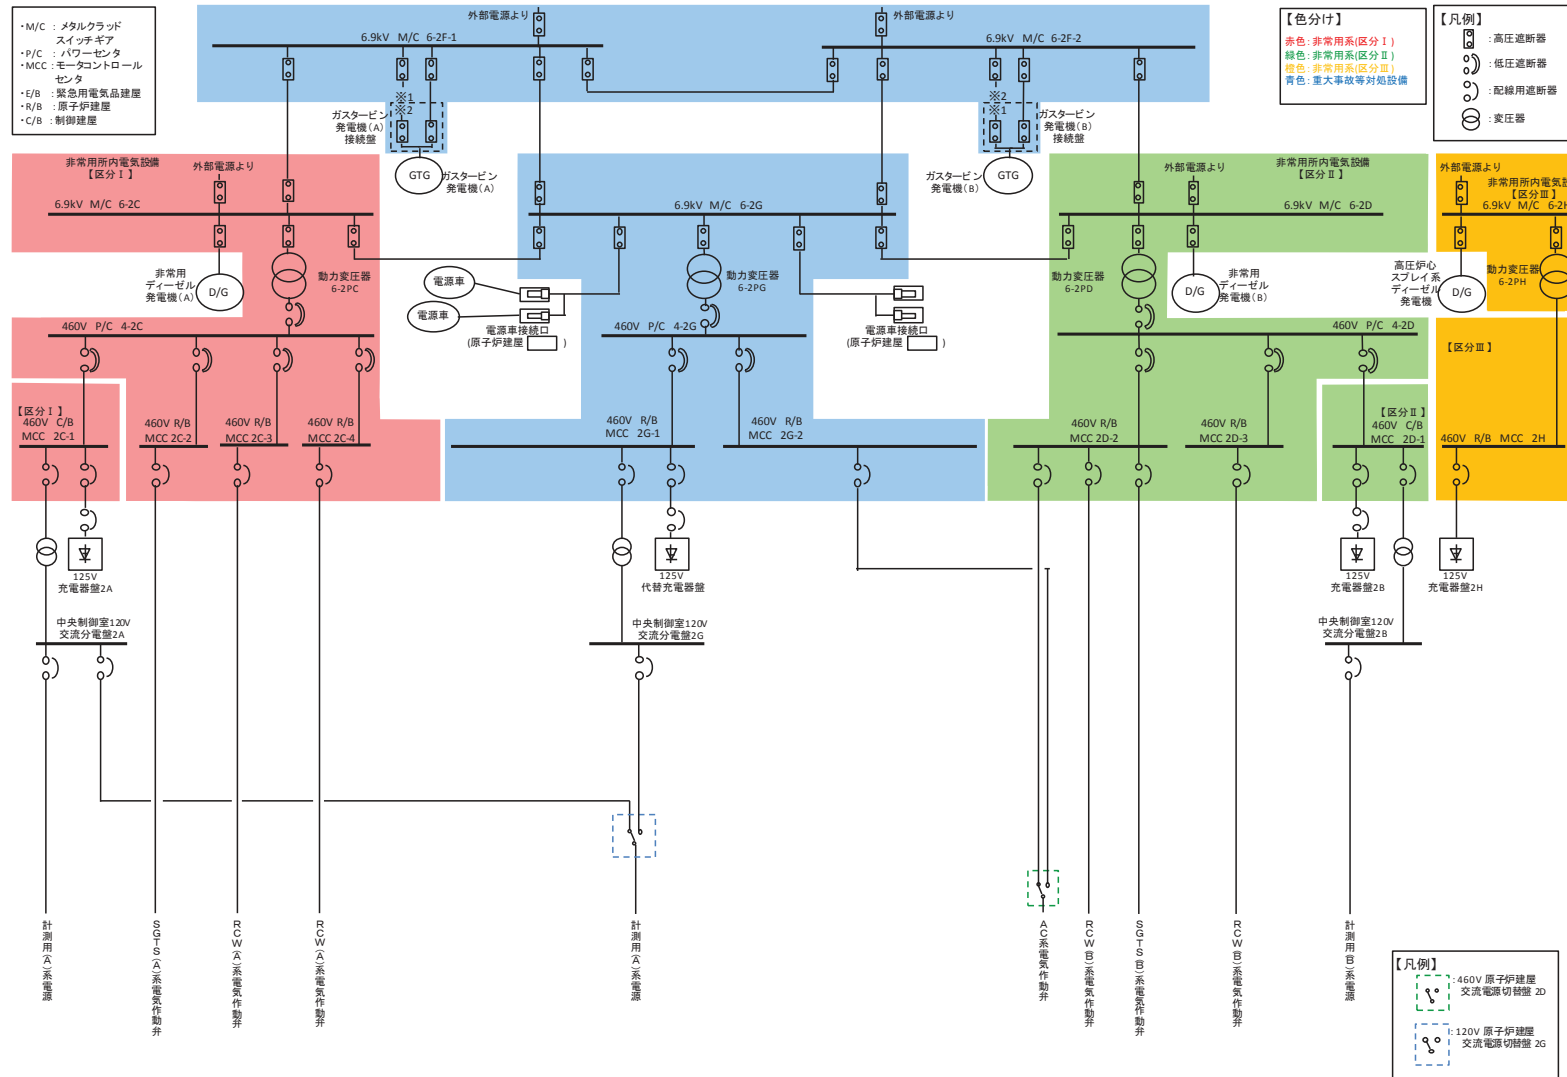 ・M/C ： メタルクラッド
スイッチギア
・P/C ： パワーセンタ
・MCC ：モータコントロール
センタ
・E/B ：緊急用電気品建屋
・R/B ：原子炉建屋
・C/B ：制御建屋
外部電源より
6.9kV M/C 6-2F-1
外部電源より
6.9kV M/C 6-2F-2
【色分け】
赤色：非常用系(区分Ⅰ)
緑色：非常用系(区分Ⅱ)
橙色：非常用系(区分Ⅲ)
青色：重大事故等対処設備
【凡例】
：高圧遮断器
：低圧遮断器
：配線用遮断器
：変圧器
※1
※2
ガスタービン
発電機(A)
接続盤
GTG
ガスタービン
発電機(A)
※2
※1
ガスタービン
発電機(B)
接続盤
GTG
ガスタービン
発電機(B)
非常用所内電気設備
【区分Ⅰ】
外部電源より
6.9kV M/C 6-2C
6.9kV M/C 6-2G
外部電源より
非常用所内電気設備
【区分Ⅱ】
6.9kV M/C 6-2D
外部電源より
非常用所内電気設
【区分Ⅲ】
6.9kV M/C 6-2H
非常用
ディーゼル
発電機(A)
D/G
動力変圧器
6-2PC
電源車
電源車
動力変圧器
6-2PG
電源車接続口
(原子炉建屋 )
電源車接続口
(原子炉建屋 )
動力変圧器
6-2PD
D/G
非常用
ディーゼル
発電機(B)
高圧炉心
スプレイ系
ディーゼル
発電機
D/G
動力変圧器
6-2PH
460V P/C 4-2C
460V P/C 4-2G
460V P/C 4-2D
【区分Ⅲ】
【区分Ⅰ】
460V C/B
MCC 2C-1
460V R/B
MCC 2C-2
460V R/B
MCC 2C-3
460V R/B
MCC 2C-4
460V R/B
MCC 2G-1
460V R/B
MCC 2G-2
460V R/B
MCC 2D-2
460V R/B
MCC 2D-3
【区分Ⅱ】
460V C/B
MCC 2D-1
460V R/B MCC 2H
125V
充電器盤2A
125V
代替充電器盤
125V
充電器盤2B
125V
充電器盤2H
中央制御室120V
交流分電盤2A
中央制御室120V
交流分電盤2G
中央制御室120V
交流分電盤2B
計測用(A)系電源
SGTS(A)系電気作動弁
RCW(A)系電気作動弁
RCW(A)系電気作動弁
計測用(A)系電源
AC系電気作動弁
RCW(B)系電気作動弁
SGTS(B)系電気作動弁
RCW(B)系電気作動弁
計測用(B)系電源
【凡例】
：460V 原子炉建屋
交流電源切替盤 2D
：120V 原子炉建屋
交流電源切替盤 2G